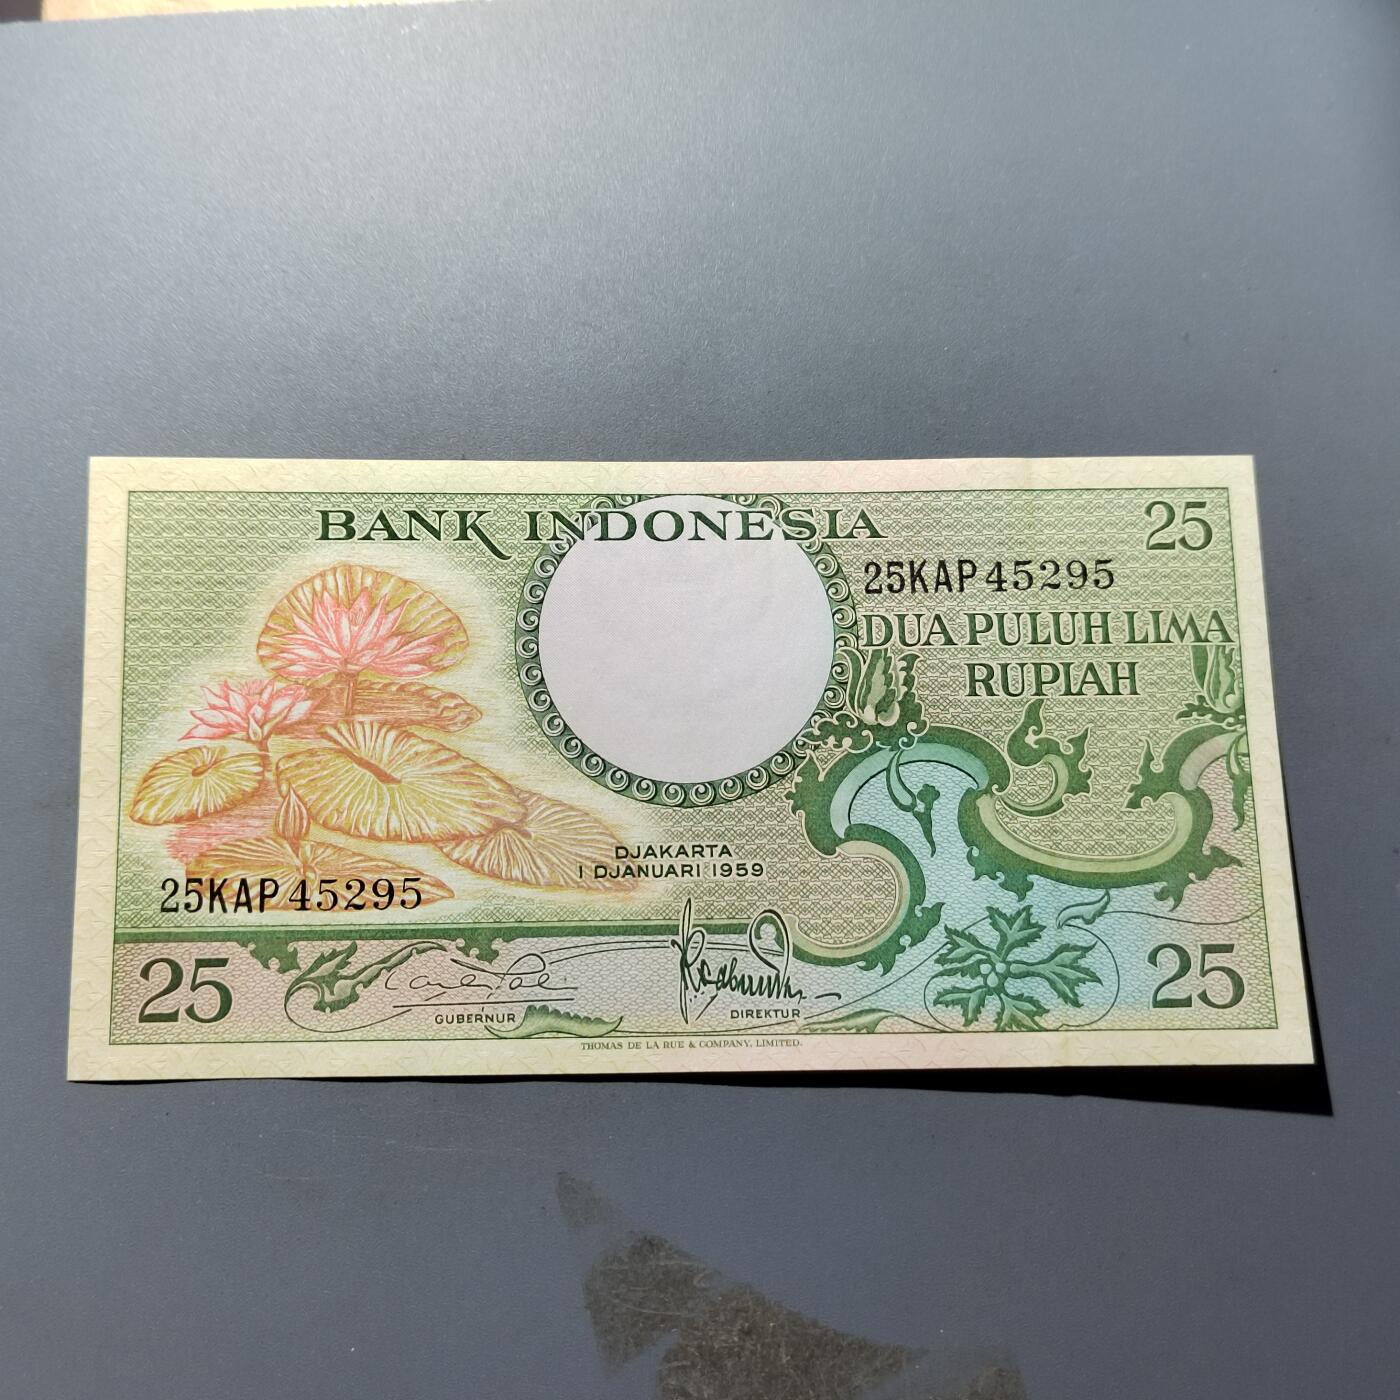 BANK INDONESIA
25
25KAP45295
DUA PULUH LIMA
RUPIAH
DJAKARTA
1 DJANUARI 1959
25KAP45295
25
GUBERNUR
DIREKTUR
25
THOMAS DE LA RUE & COMPANY, LIMITED.